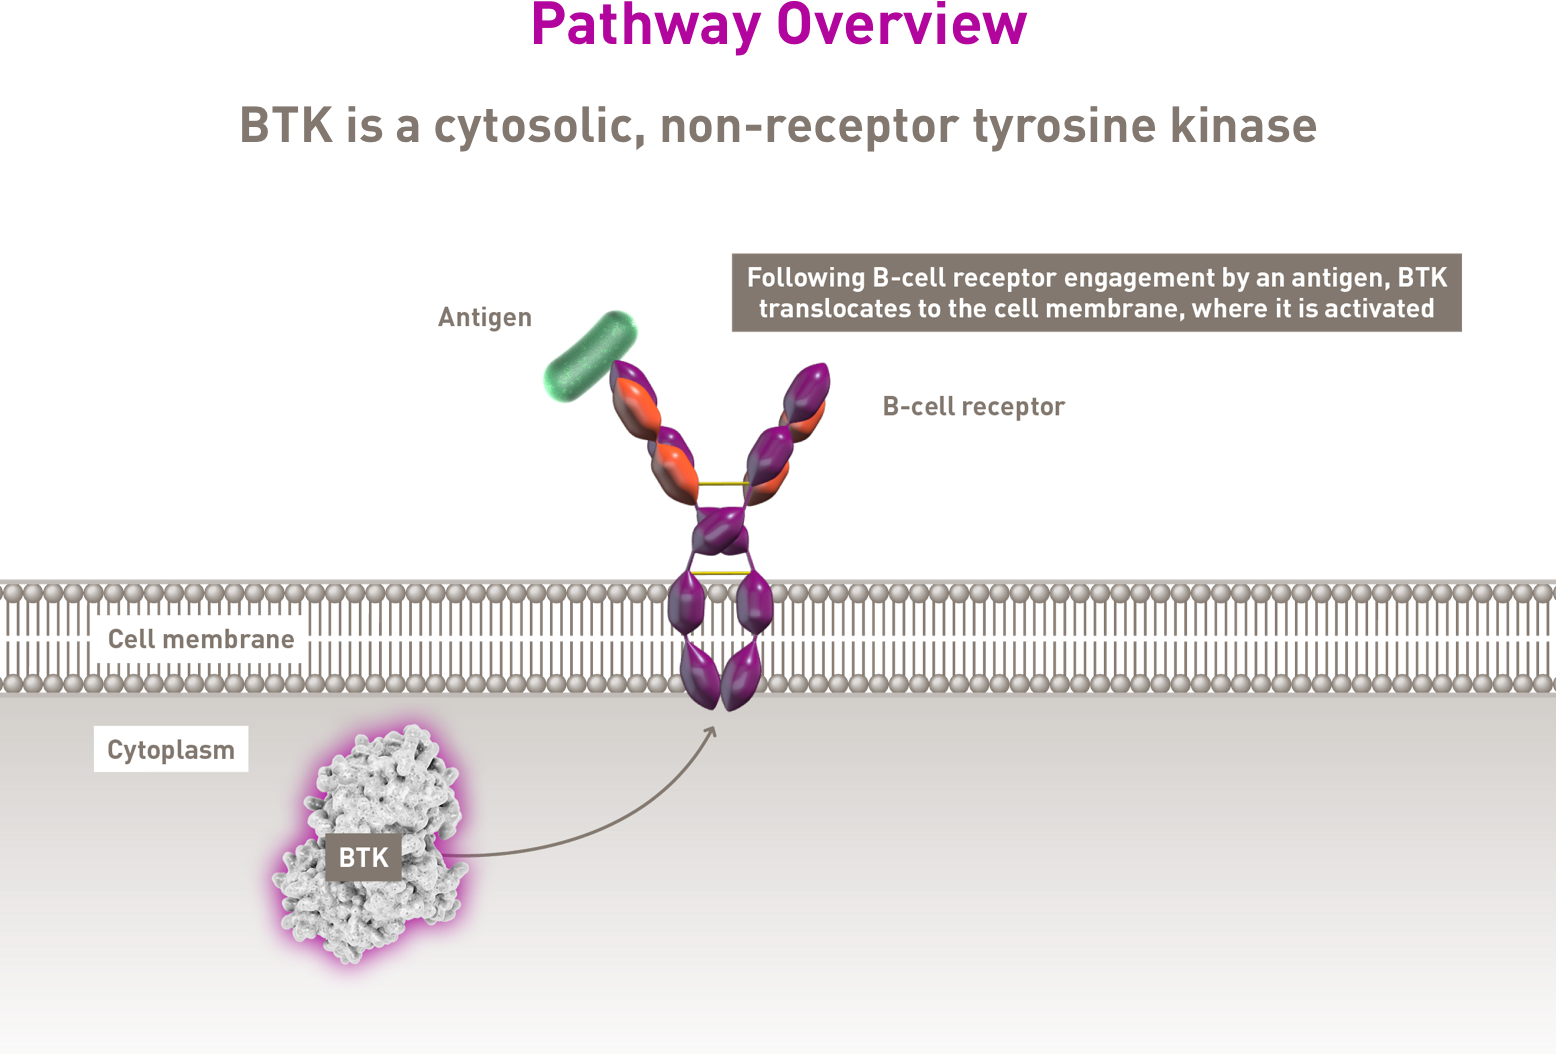 Pathway Overview
BTK is a cytosolic, non-receptor tyrosine kinase
Following B-cell receptor engagement by an antigen, BTK
translocates to the cell membrane, where it is activated
Antigen
B-cell receptor
Cell membrane
Cytoplasm
BTK